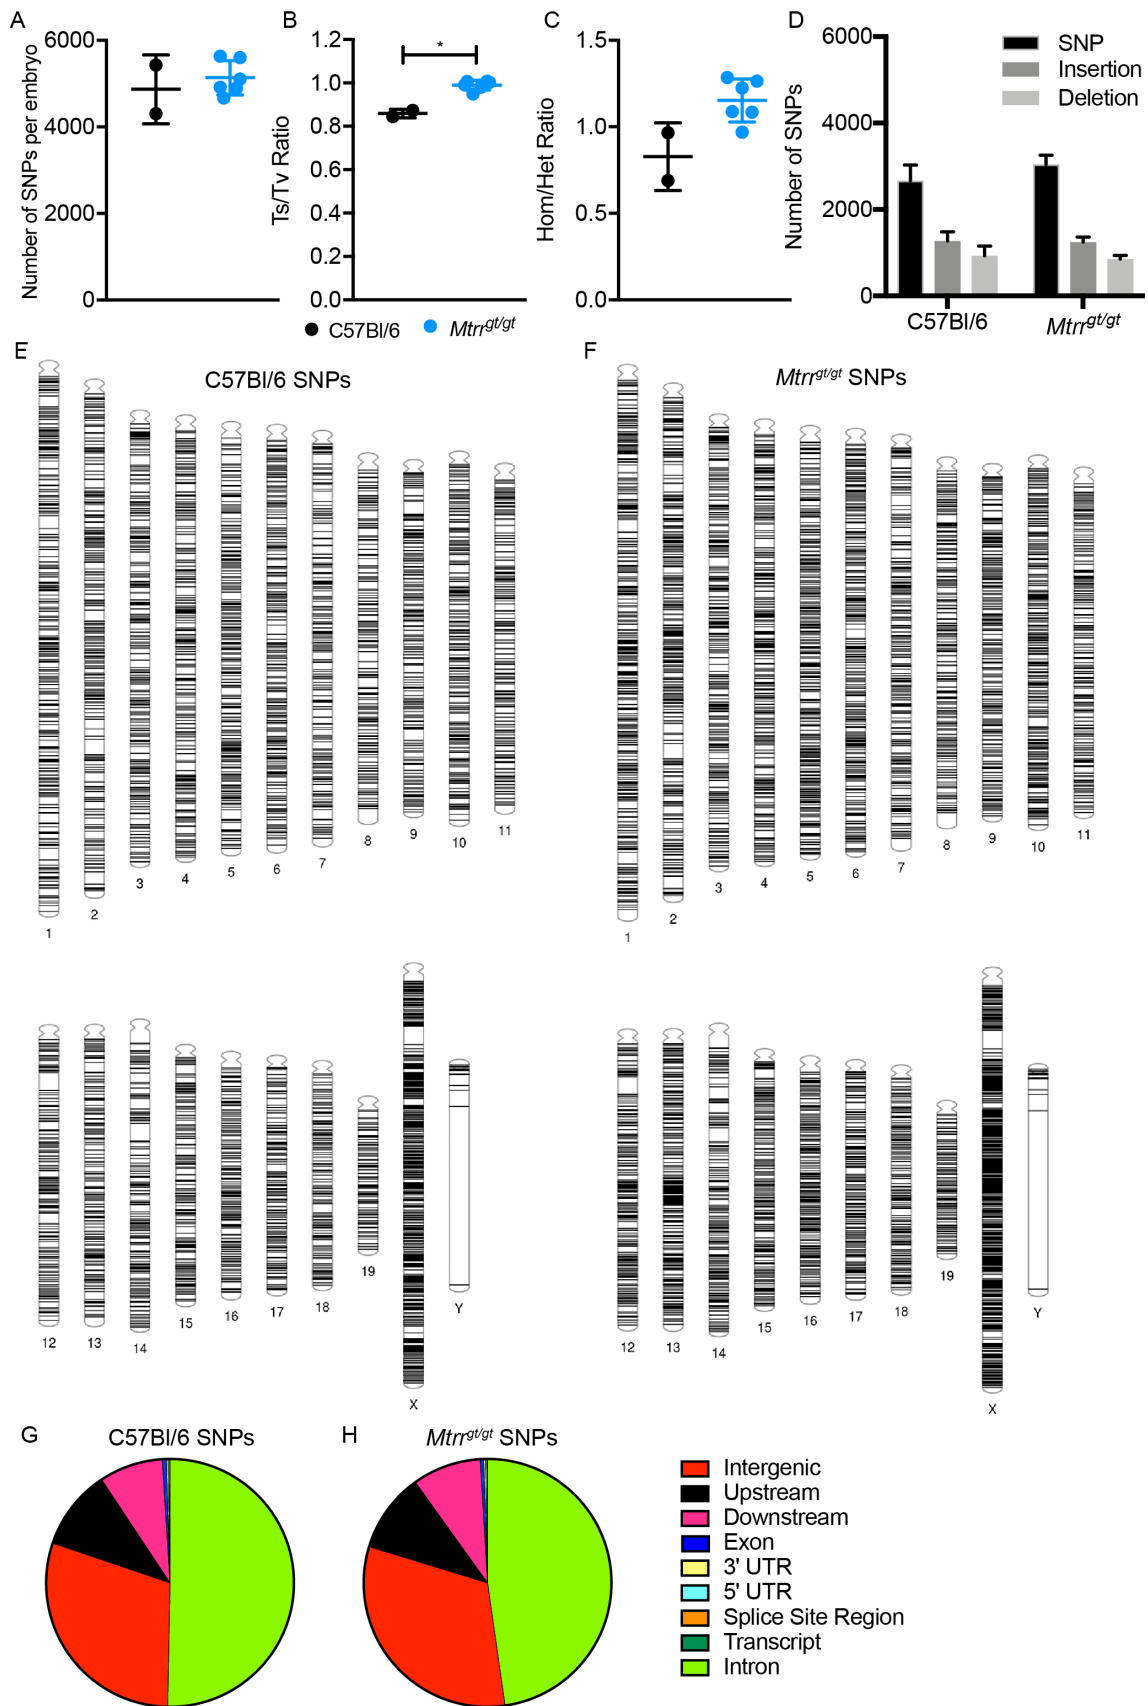 A
Number of SNPs per embryo
6000
4000
2000
0
B
Ts/Tv Ratio
1.2
1.0
0.8
0.6
0.4
0.2
0.0
*
C
Hom/Het Ratio
1.5
1.0
0.5
0.0
D
Number of SNPs
6000
4000
2000
0
SNP
Insertion
Deletion
C57Bl/6
Mtrrgt/gt
C57Bl/6
Mtrrgt/gt
E
C57Bl/6 SNPs
1
2
3
4
5
6
7
8
9
10
11
12
13
14
15
16
17
18
19
X
Y
F
Mtrrgt/gt SNPs
1
2
3
4
5
6
7
8
9
10
11
12
13
14
15
16
17
18
19
X
Y
G
C57Bl/6 SNPs
H
Mtrrgt/gt SNPs
Intergenic
Upstream
Downstream
Exon
3' UTR
5' UTR
Splice Site Region
Transcript
Intron